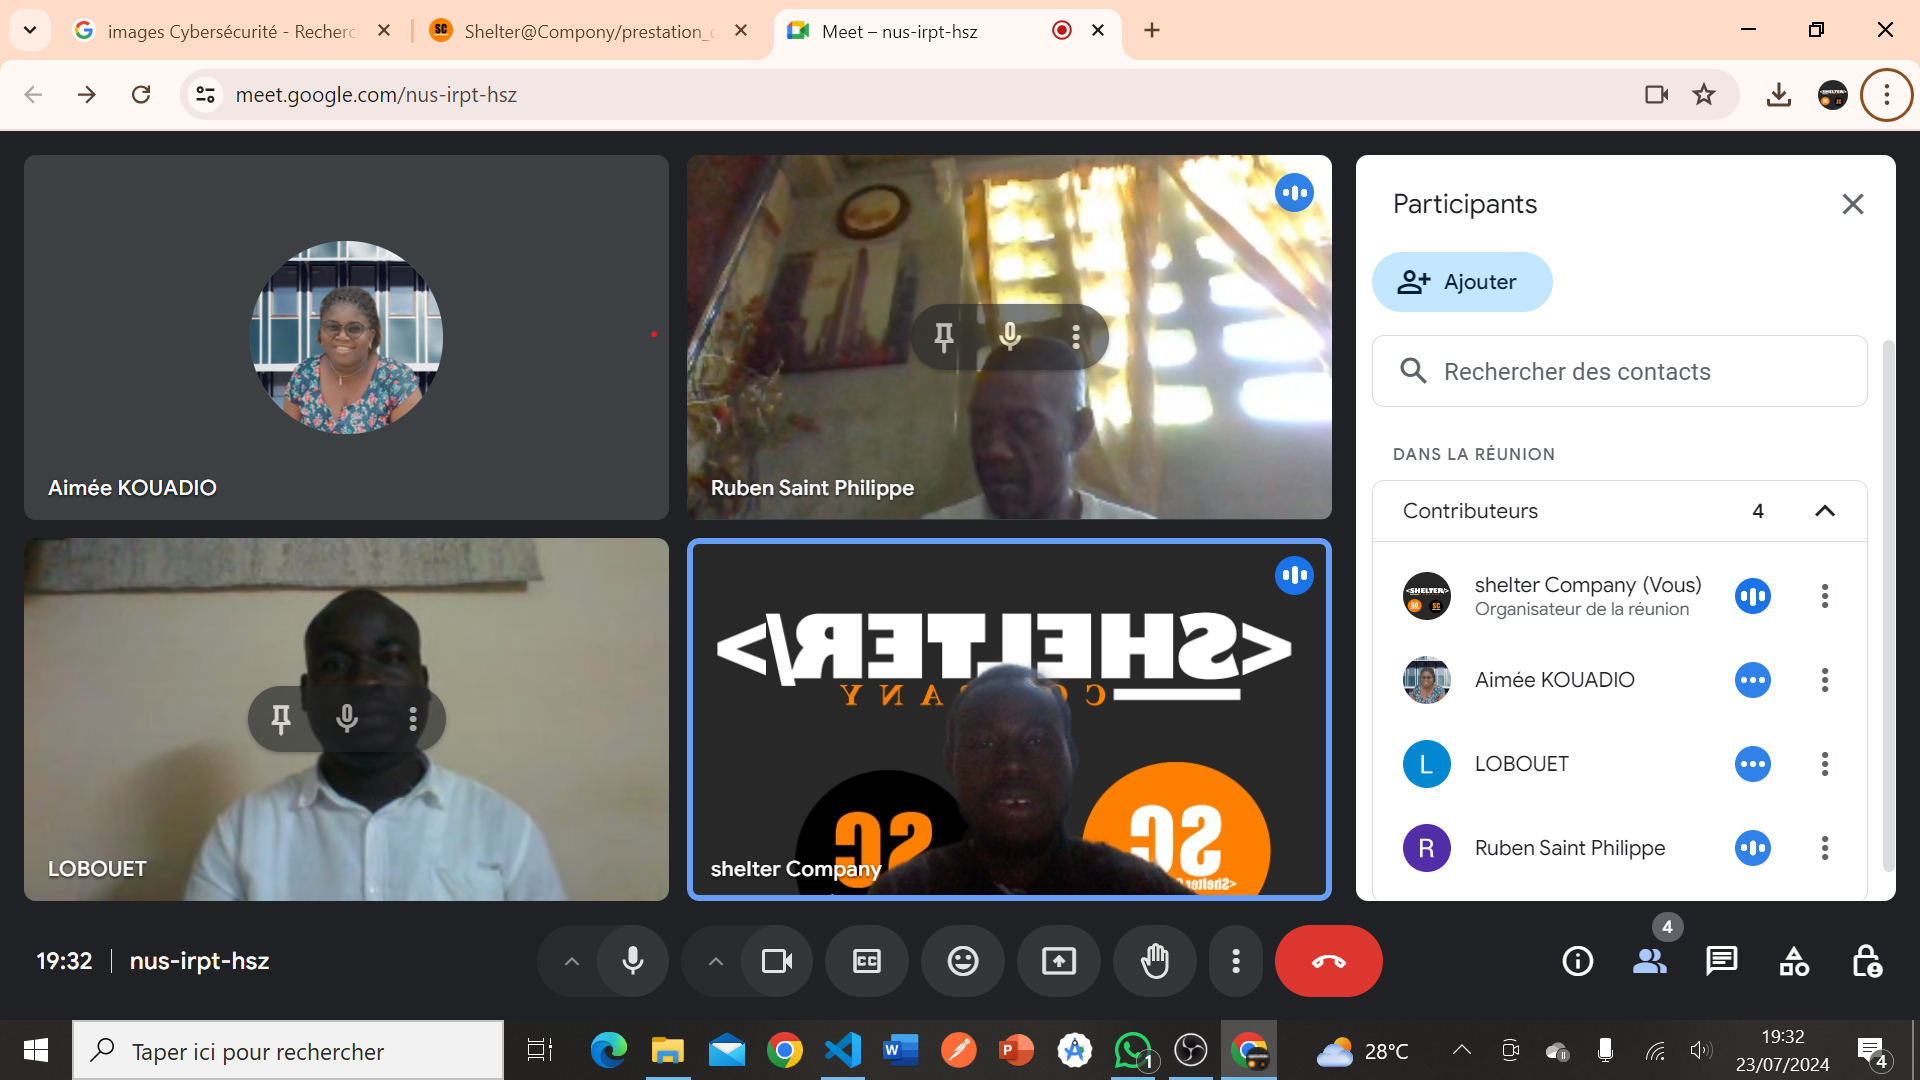 images Cybersécurité - Recherc
Shelter@Compony/prestation_
Meet – nus-irpt-hsz
meet.google.com/nus-irpt-hsz
Aimée KOUADIO
Ruben Saint Philippe
LOBOUET
<SHELTER/>
SC
SC
<Shelter
shelter Company
Participants
Ajouter
Rechercher des contacts
DANS LA RÉUNION
Contributeurs 4
shelter Company (Vous)
Organisateur de la réunion
Aimée KOUADIO
L LOBOUET
R Ruben Saint Philippe
19:32 nus-irpt-hsz
CC
4
Taper ici pour rechercher
1
28°C
19:32
23/07/2024
4